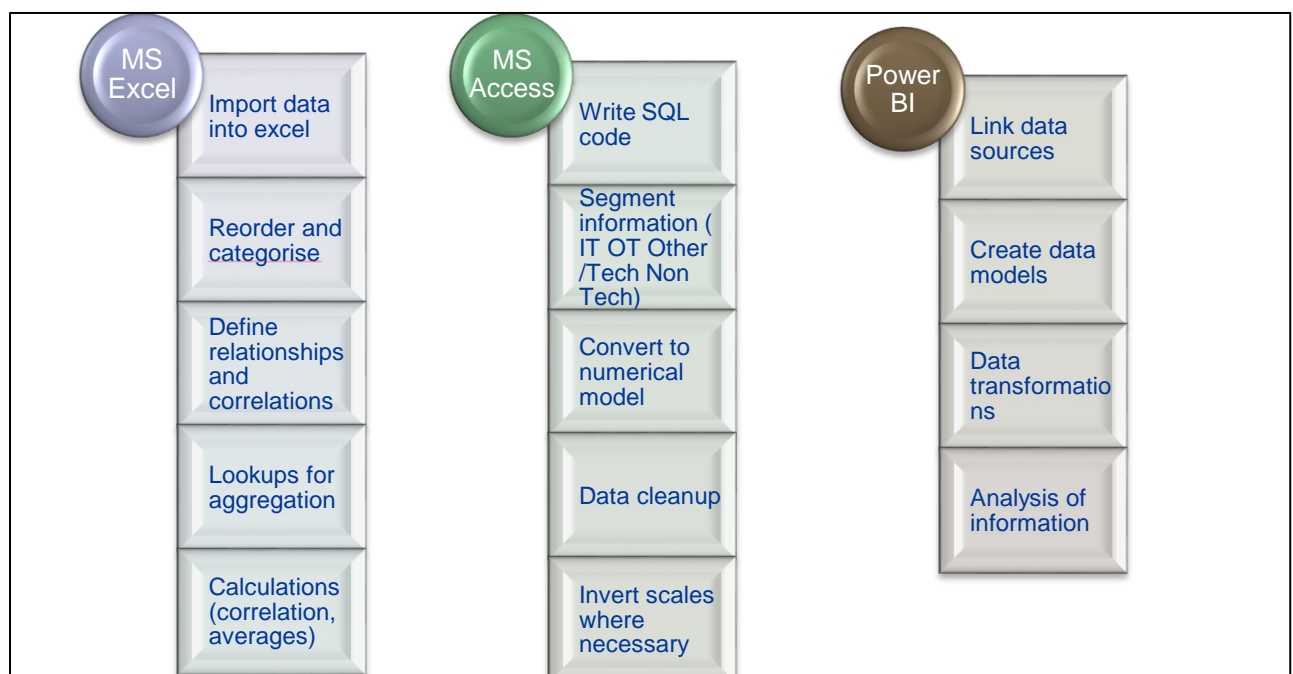 MS
Excel
Import data
into excel
Reorder and
categorise
Define
relationships
and
correlations
Lookups for
aggregation
Calculations
(correlation,
averages)
MS
Access
Write SQL
code
Segment
information (
IT OT Other
/Tech Non
Tech)
Convert to
numerical
model
Data cleanup
Invert scales
where
necessary
Power
BI
Link data
sources
Create data
models
Data
transformatio
ns
Analysis of
information